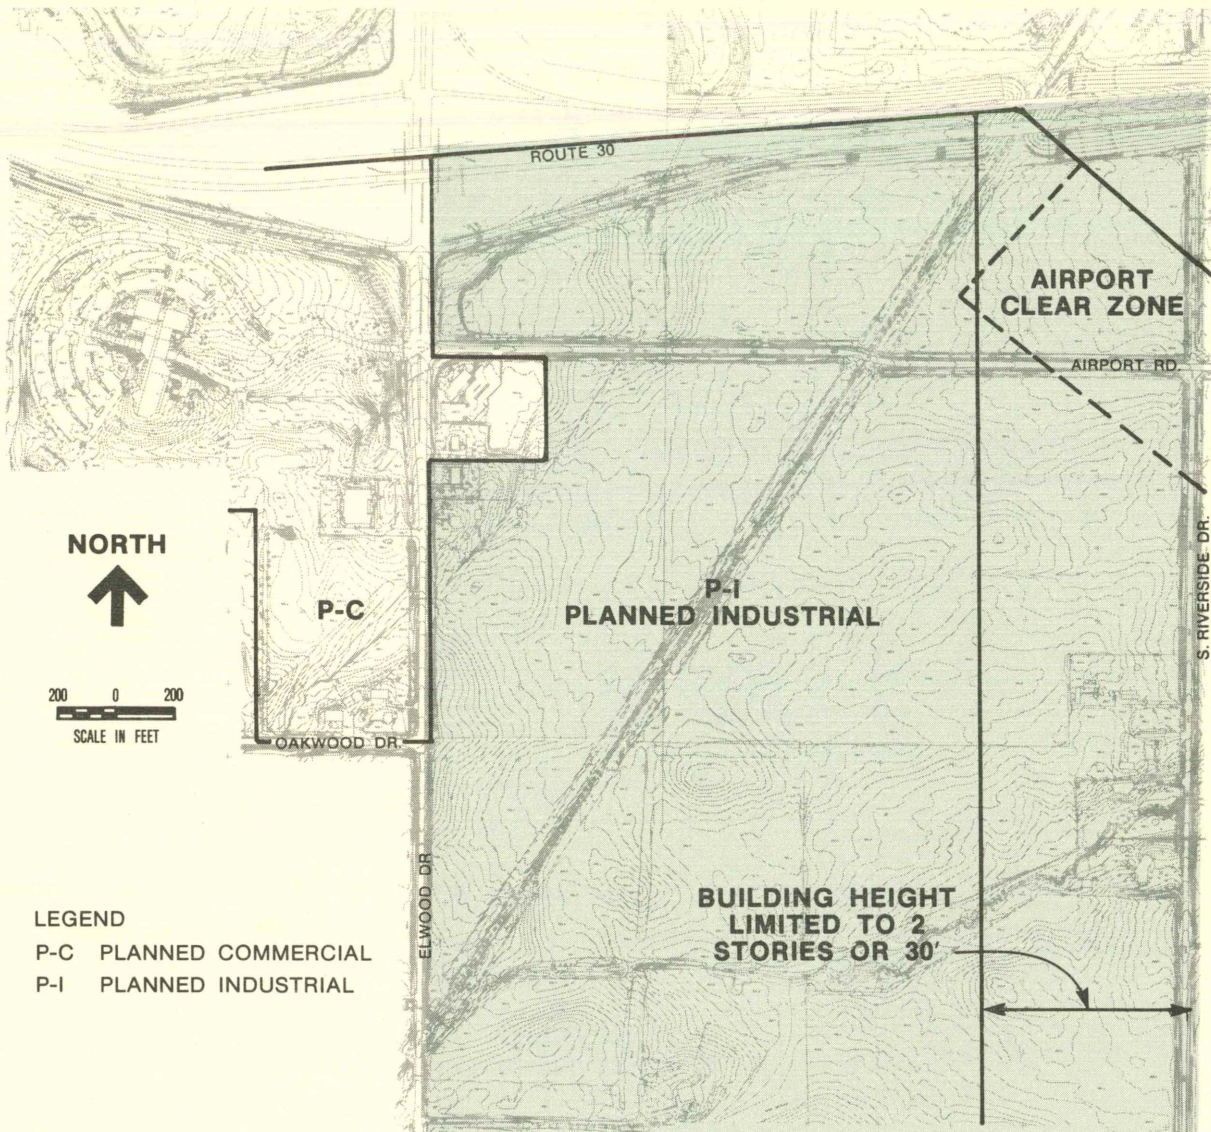 ROUTE 30
AIRPORT
CLEAR ZONE
AIRPORT RD.
NORTH
P-C
P-I
PLANNED INDUSTRIAL
S. RIVERSIDE DR.
200 0 200
SCALE IN FEET
OAKWOOD DR.
ELWOOD DR
BUILDING HEIGHT
LIMITED TO 2
STORIES OR 30'
LEGEND
P-C PLANNED COMMERCIAL
P-I PLANNED INDUSTRIAL